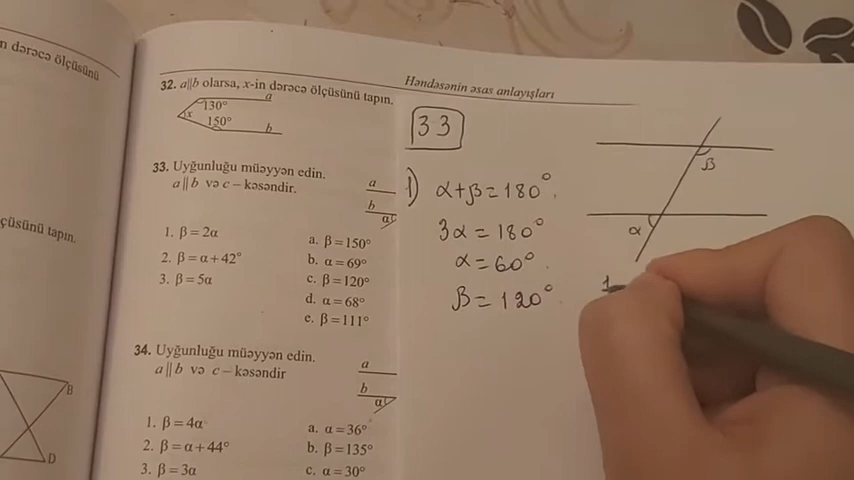 n dərəcə ölçüsünü
çüsünü tapın.
B
D
Həndəsənin əsas anlayışları
32. a||b olarsa, x-in dərəcə ölçüsünü tapın.
130° a
x
150° b
33. Uyğunluğu müəyyən edin.
a || b və c – kəsəndir.
a
b
α
1. β = 2α
2. β = α + 42°
3. β = 5α
a. β = 150°
b. α = 69°
c. β = 120°
d. α = 68°
e. β = 111°
34. Uyğunluğu müəyyən edin.
a || b və c – kəsəndir
a
b
α
1. β = 4α
2. β = α + 44°
3. β = 3α
a. α = 36°
b. β = 135°
c. α = 30°
33
1) α+β=180°.
3α=180°
α=60°.
β=120°.
β
α
1